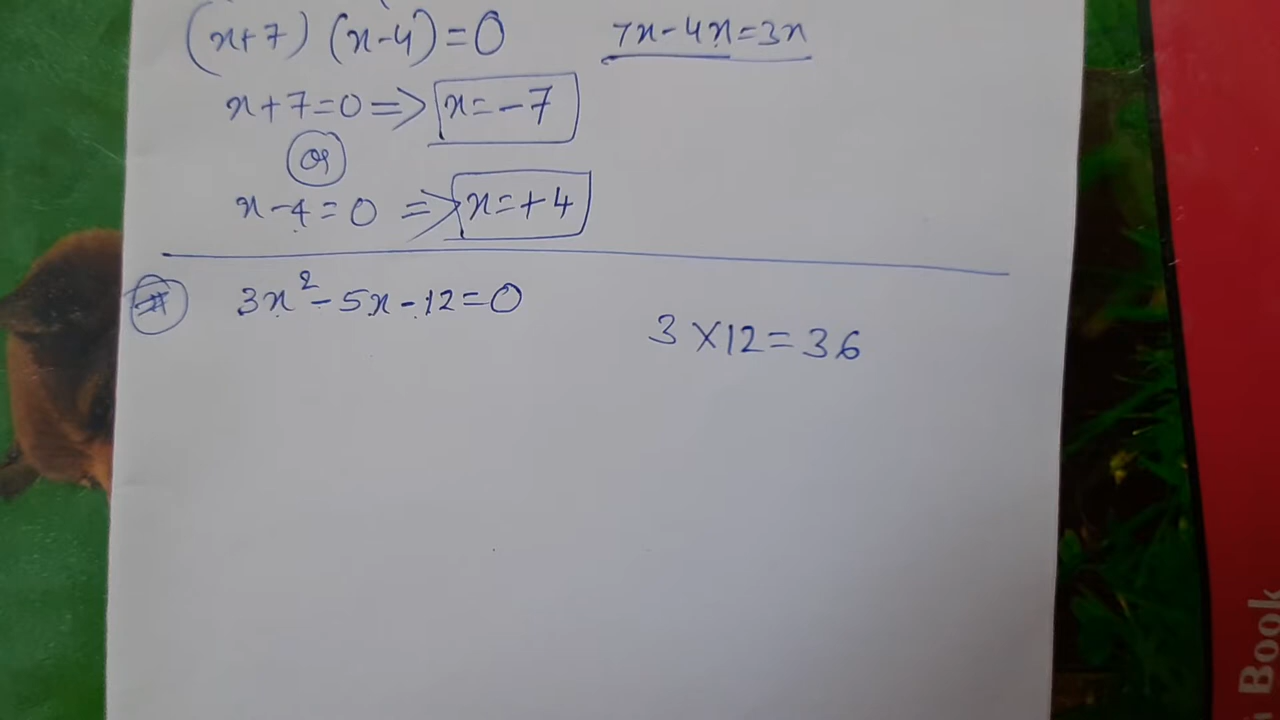 (x+7) (x-4)=0
7x-4x=3x
x+7=0 => x=-7
or
x-4=0 => x=+4
3x²-5x-12=0
3×12=36
Book